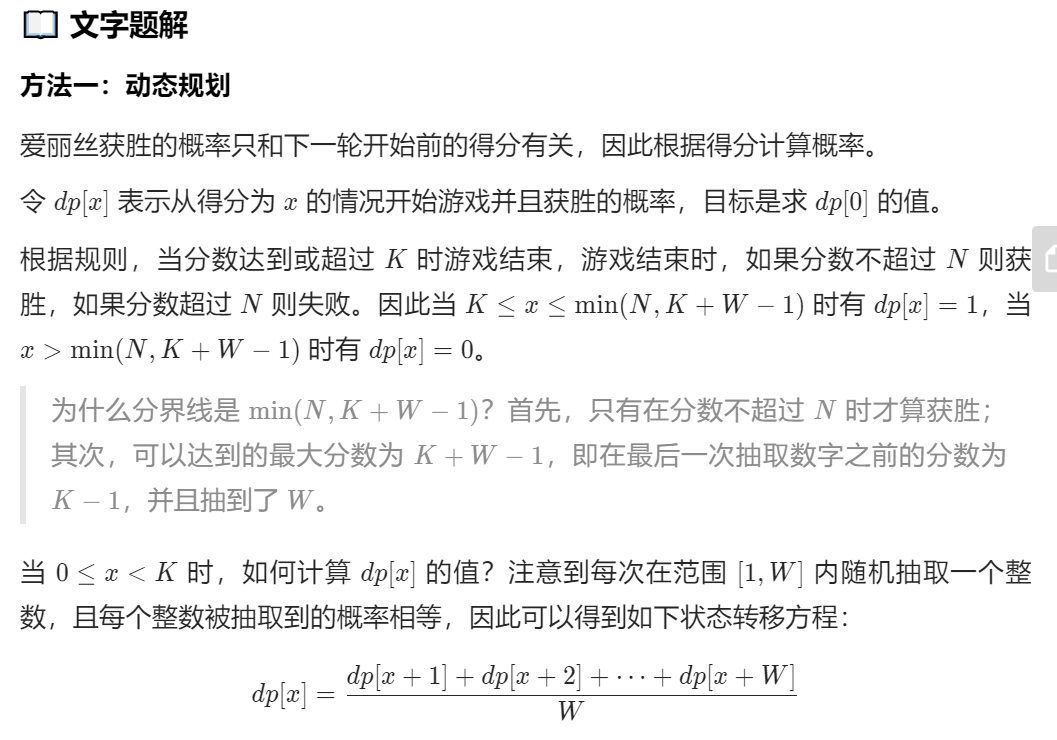 📖 文字题解
方法一：动态规划
爱丽丝获胜的概率只和下一轮开始前的得分有关，因此根据得分计算概率。
令 dp[x] 表示从得分为 x 的情况开始游戏并且获胜的概率，目标是求 dp[0] 的值。
根据规则，当分数达到或超过 K 时游戏结束，游戏结束时，如果分数不超过 N 则获
胜，如果分数超过 N 则失败。因此当 K ≤ x ≤ min(N, K + W − 1) 时有 dp[x] = 1，当
x > min(N, K + W − 1) 时有 dp[x] = 0。
为什么分界线是 min(N, K + W − 1)？首先，只有在分数不超过 N 时才算获胜；
其次，可以达到的最大分数为 K + W − 1，即在最后一次抽取数字之前的分数为
K − 1，并且抽到了 W。
当 0 ≤ x < K 时，如何计算 dp[x] 的值？注意到每次在范围 [1, W] 内随机抽取一个整
数，且每个整数被抽取到的概率相等，因此可以得到如下状态转移方程：
dp[x] = \frac{dp[x + 1] + dp[x + 2] + ··· + dp[x + W]}{W}